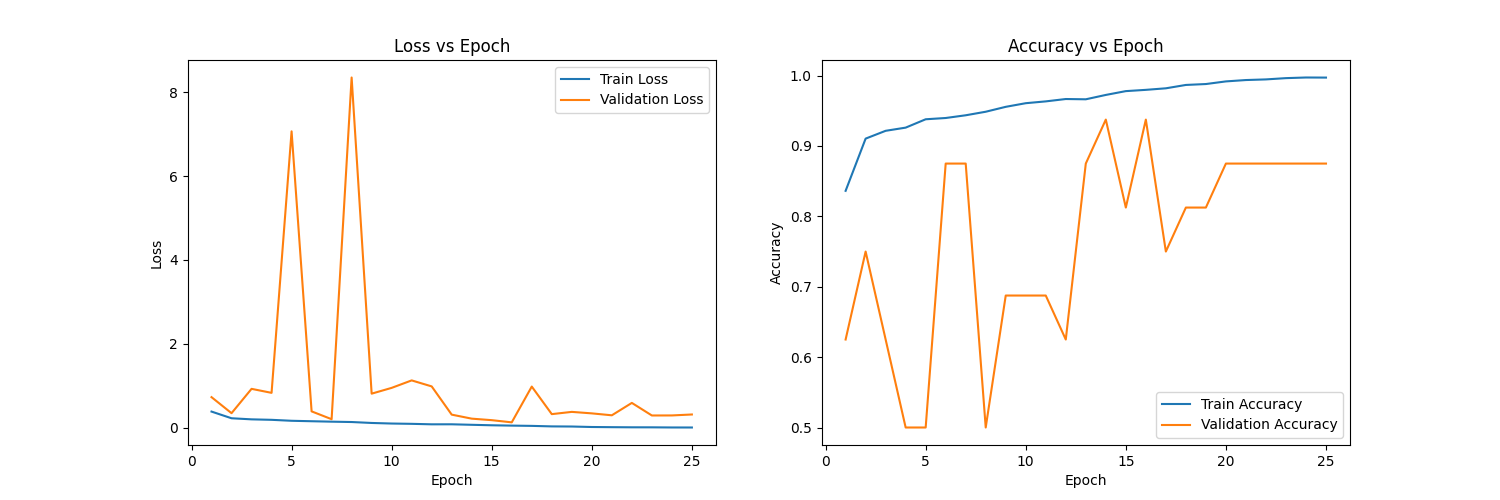 Loss vs Epoch
Train Loss
Validation Loss
Loss
8
6
4
2
0
0 5 10 15 20 25
Epoch
Accuracy vs Epoch
Accuracy
1.0
0.9
0.8
0.7
0.6
0.5
Train Accuracy
Validation Accuracy
0 5 10 15 20 25
Epoch